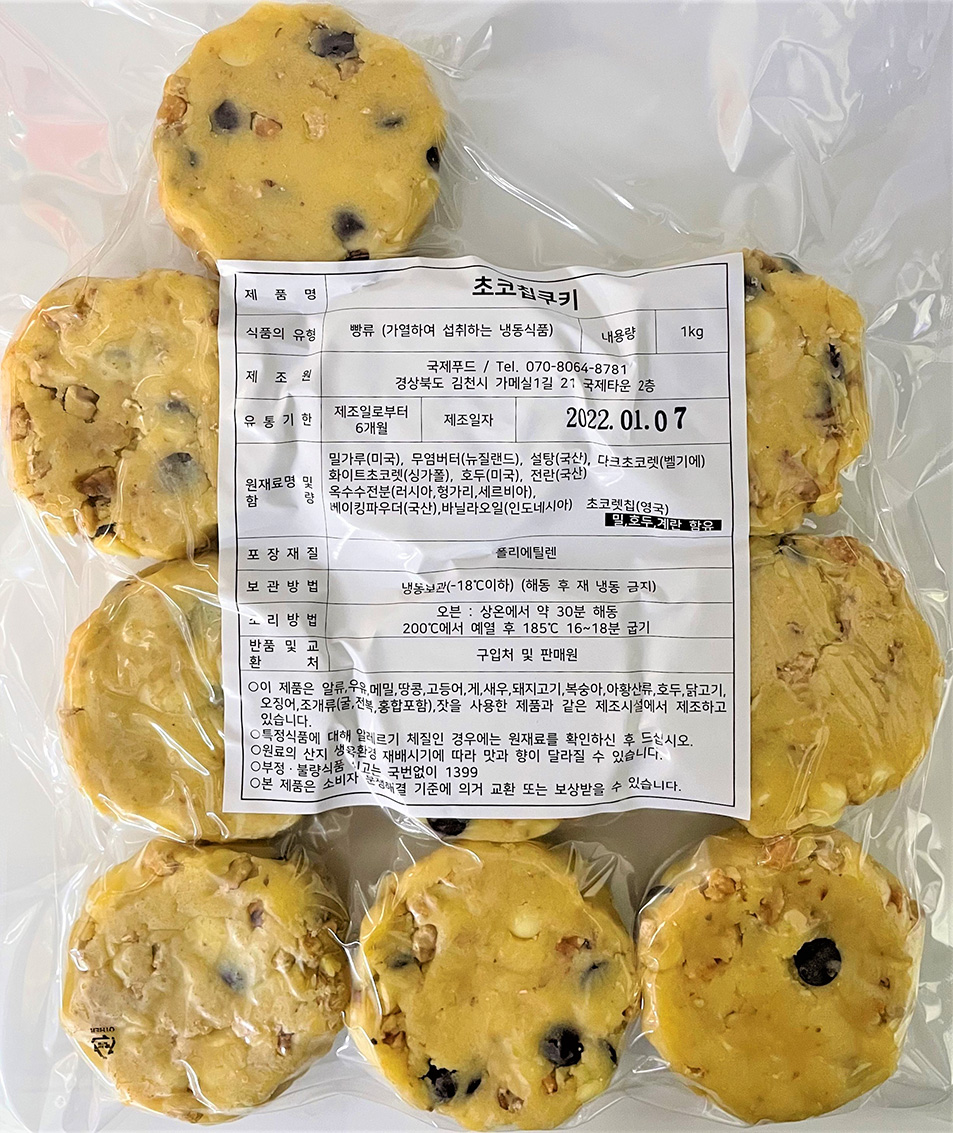 제 품 명 초코칩쿠키
식품의 유형 빵류 (가열하여 섭취하는 냉동식품) 내용량 1kg
제 조 원 국제푸드 / Tel. 070-8064-8781
경상북도 김천시 가메실1길 21 국제타운 2층
유 통 기 한 제조일로부터 6개월 제조일자 2022.01.07
원재료명 및 함 량 밀가루(미국), 무염버터(뉴질랜드), 설탕(국산), 다크초코렛(벨기에)
화이트초코렛(싱가폴), 호두(미국), 전란(국산)
옥수수전분(러시아,헝가리,세르비아),
베이킹파우더(국산),바닐라오일(인도네시아) 초코렛칩(영국)
밀,호두,계란 함유
포 장 재 질 폴리에틸렌
보 관 방 법 냉동보관(-18℃이하) (해동 후 재 냉동 금지)
조 리 방 법 오븐 : 상온에서 약 30분 해동
200℃에서 예열 후 185℃ 16~18분 굽기
반품 및 교 환 처 구입처 및 판매원
○이 제품은 알류,우유,메밀,땅콩,고등어,게,새우,돼지고기,복숭아,아황산류,호두,닭고기,
오징어,조개류(굴,전복,홍합포함),잣을 사용한 제품과 같은 제조시설에서 제조하고
있습니다.
○특정식품에 대해 알레르기 체질인 경우에는 원재료를 확인하신 후 드십시오.
○원료의 산지 생육환경 재배시기에 따라 맛과 향이 달라질 수 있습니다.
○부정·불량식품 신고는 국번없이 1399
○본 제품은 소비자 분쟁해결 기준에 의거 교환 또는 보상받을 수 있습니다.
OTHER